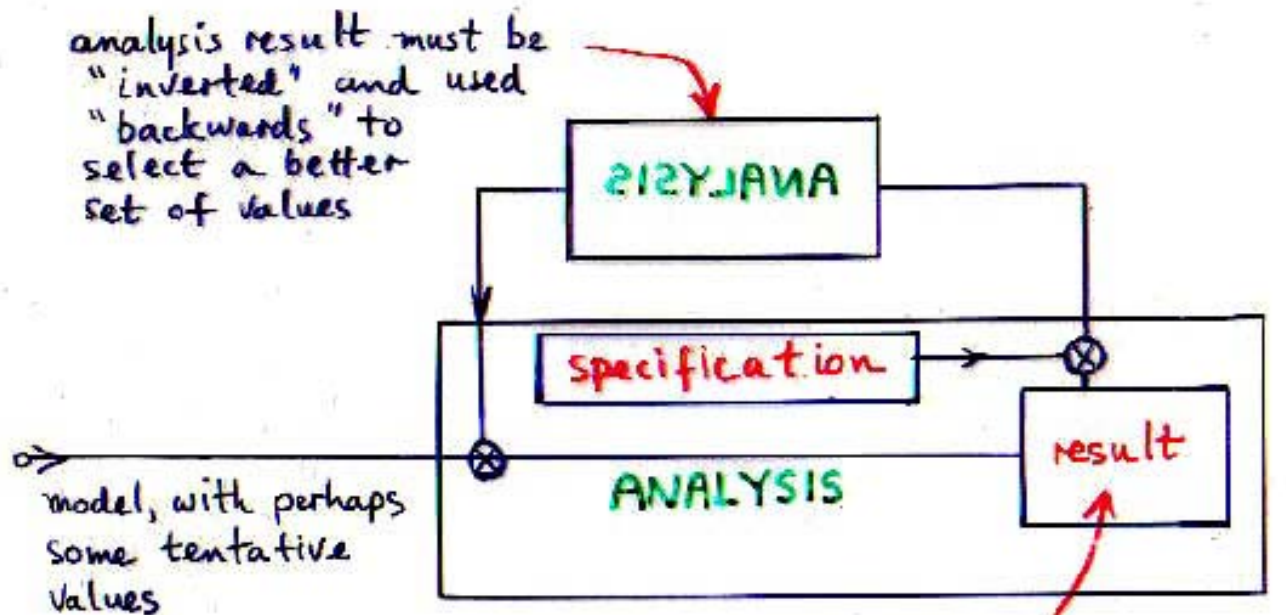 analysis result must be
"inverted" and used
"backwards" to
select a better
set of values
ANALYSIS
specification
result
ANALYSIS
model, with perhaps
some tentative
values